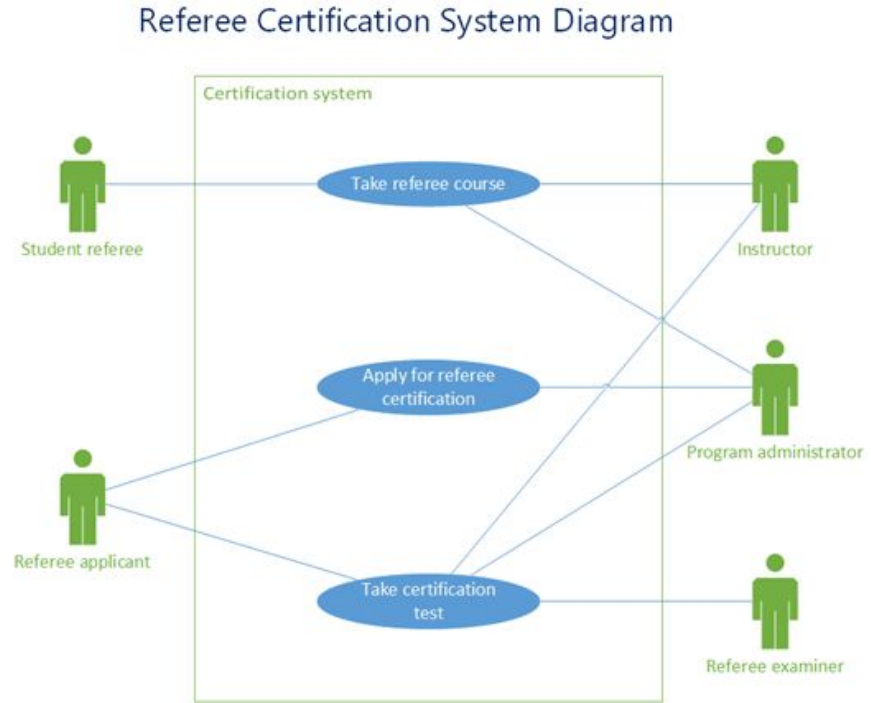 Referee Certification System Diagram
Certification system
Take referee course
Student referee
Instructor
Apply for referee
certification
Program administrator
Referee applicant
Take certification
test
Referee examiner